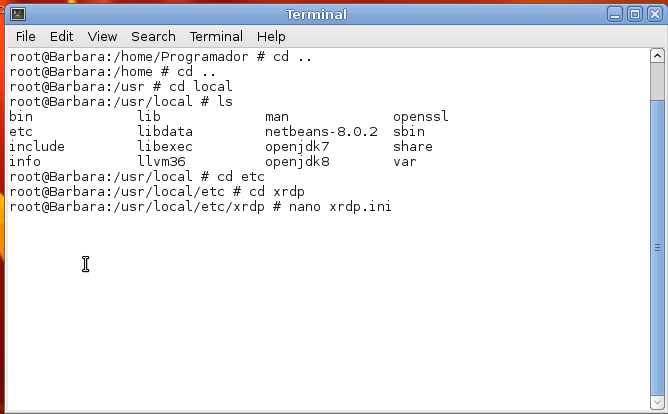 Terminal
File Edit View Search Terminal Help
root@Barbara:/home/Programador # cd ..
root@Barbara:/home # cd ..
root@Barbara:/usr # cd local
root@Barbara:/usr/local # ls
bin lib man openssl
etc libdata netbeans-8.0.2 sbin
include libexec openjdk7 share
info llvm36 openjdk8 var
root@Barbara:/usr/local # cd etc
root@Barbara:/usr/local/etc # cd xrdp
root@Barbara:/usr/local/etc/xrdp # nano xrdp.ini